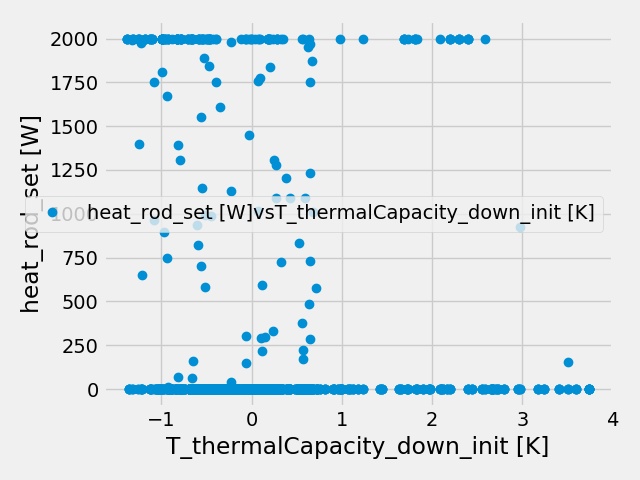 2000
1750
1500
1250
1000
750
500
250
0
heat_rod_set [W]
heat_rod_set [W]vsT_thermalCapacity_down_init [K]
−1 0 1 2 3 4
T_thermalCapacity_down_init [K]